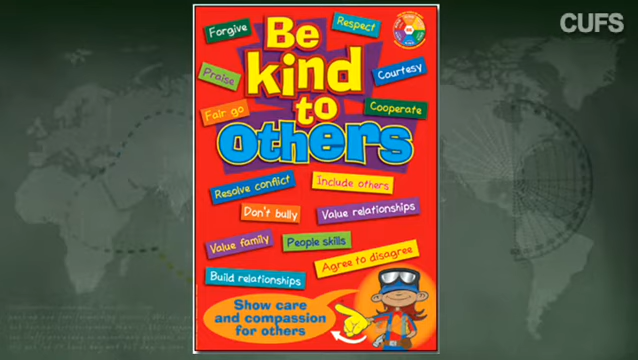 CUFS
Forgive
Respect
Be
kind
to
Others
Praise
Courtesy
Fair go
Cooperate
Resolve conflict
Include others
Don't bully
Value relationships
Value family
People skills
Agree to disagree
Build relationships
Show care
and compassion
for others